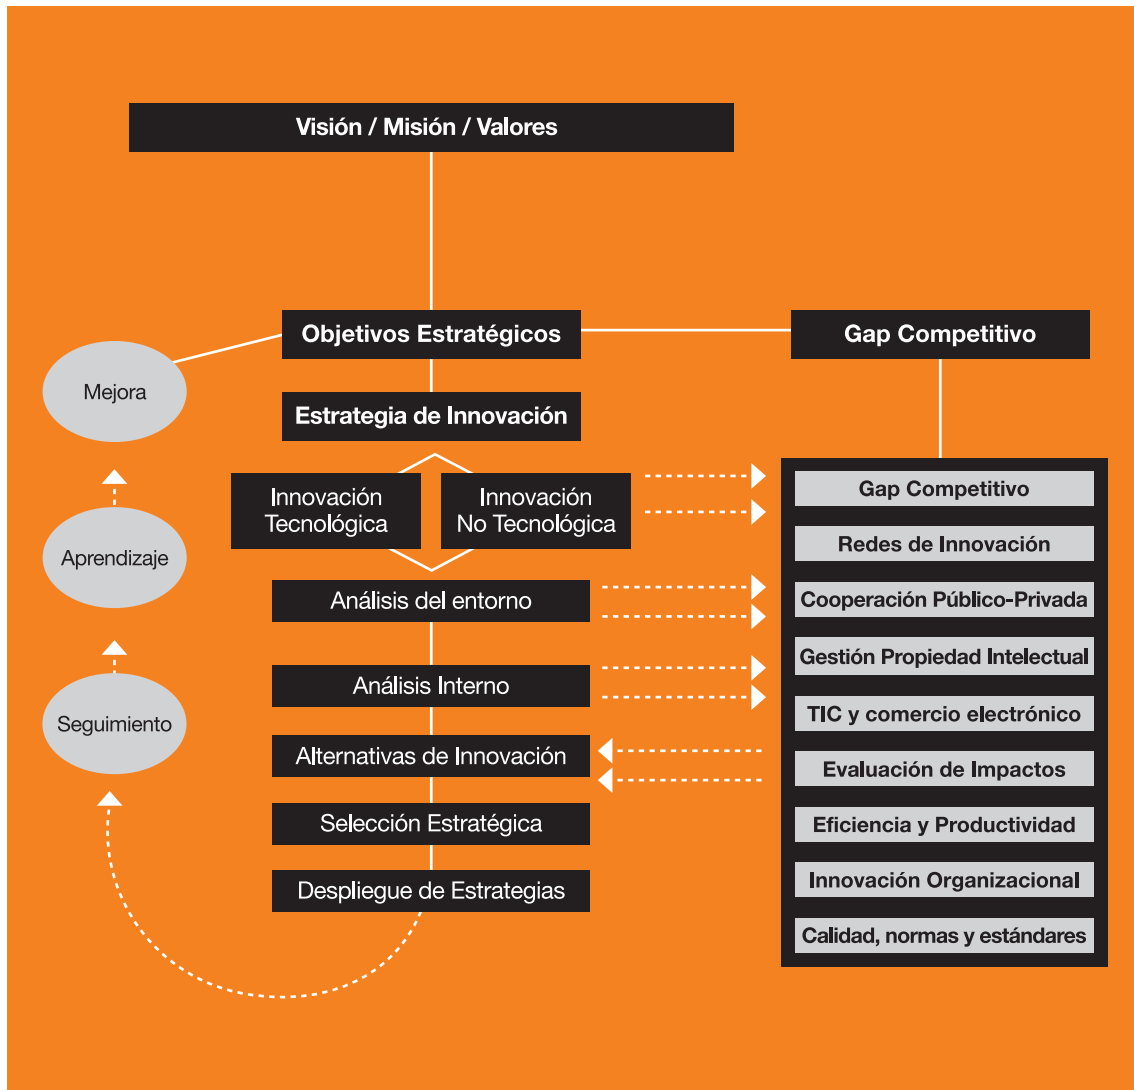 Visión / Misión / Valores
Objetivos Estratégicos
Gap Competitivo
Mejora
Estrategia de Innovación
Innovación
Tecnológica
Innovación
No Tecnológica
Aprendizaje
Análisis del entorno
Análisis Interno
Seguimiento
Alternativas de Innovación
Selección Estratégica
Despliegue de Estrategias
Gap Competitivo
Redes de Innovación
Cooperación Público-Privada
Gestión Propiedad Intelectual
TIC y comercio electrónico
Evaluación de Impactos
Eficiencia y Productividad
Innovación Organizacional
Calidad, normas y estándares